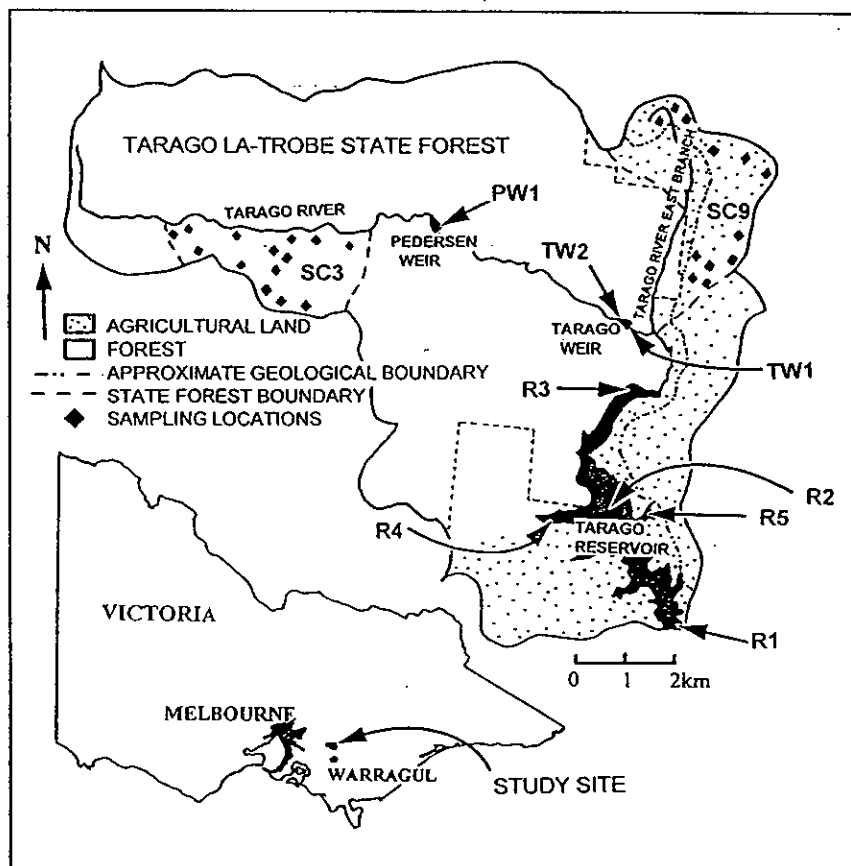 TARAGO LA-TROBE STATE FOREST
TARAGO RIVER
PW1
PEDERSEN
WEIR
SC3
TARAGO RIVER EAST BRANCH
SC9
TW2
TARAGO
WEIR
TW1
N
AGRICULTURAL LAND
FOREST
APPROXIMATE GEOLOGICAL BOUNDARY
STATE FOREST BOUNDARY
SAMPLING LOCATIONS
R3
R2
R4
R5
TARAGO
RESERVOIR
R1
0 1 2km
VICTORIA
MELBOURNE
WARRAGUL
STUDY SITE